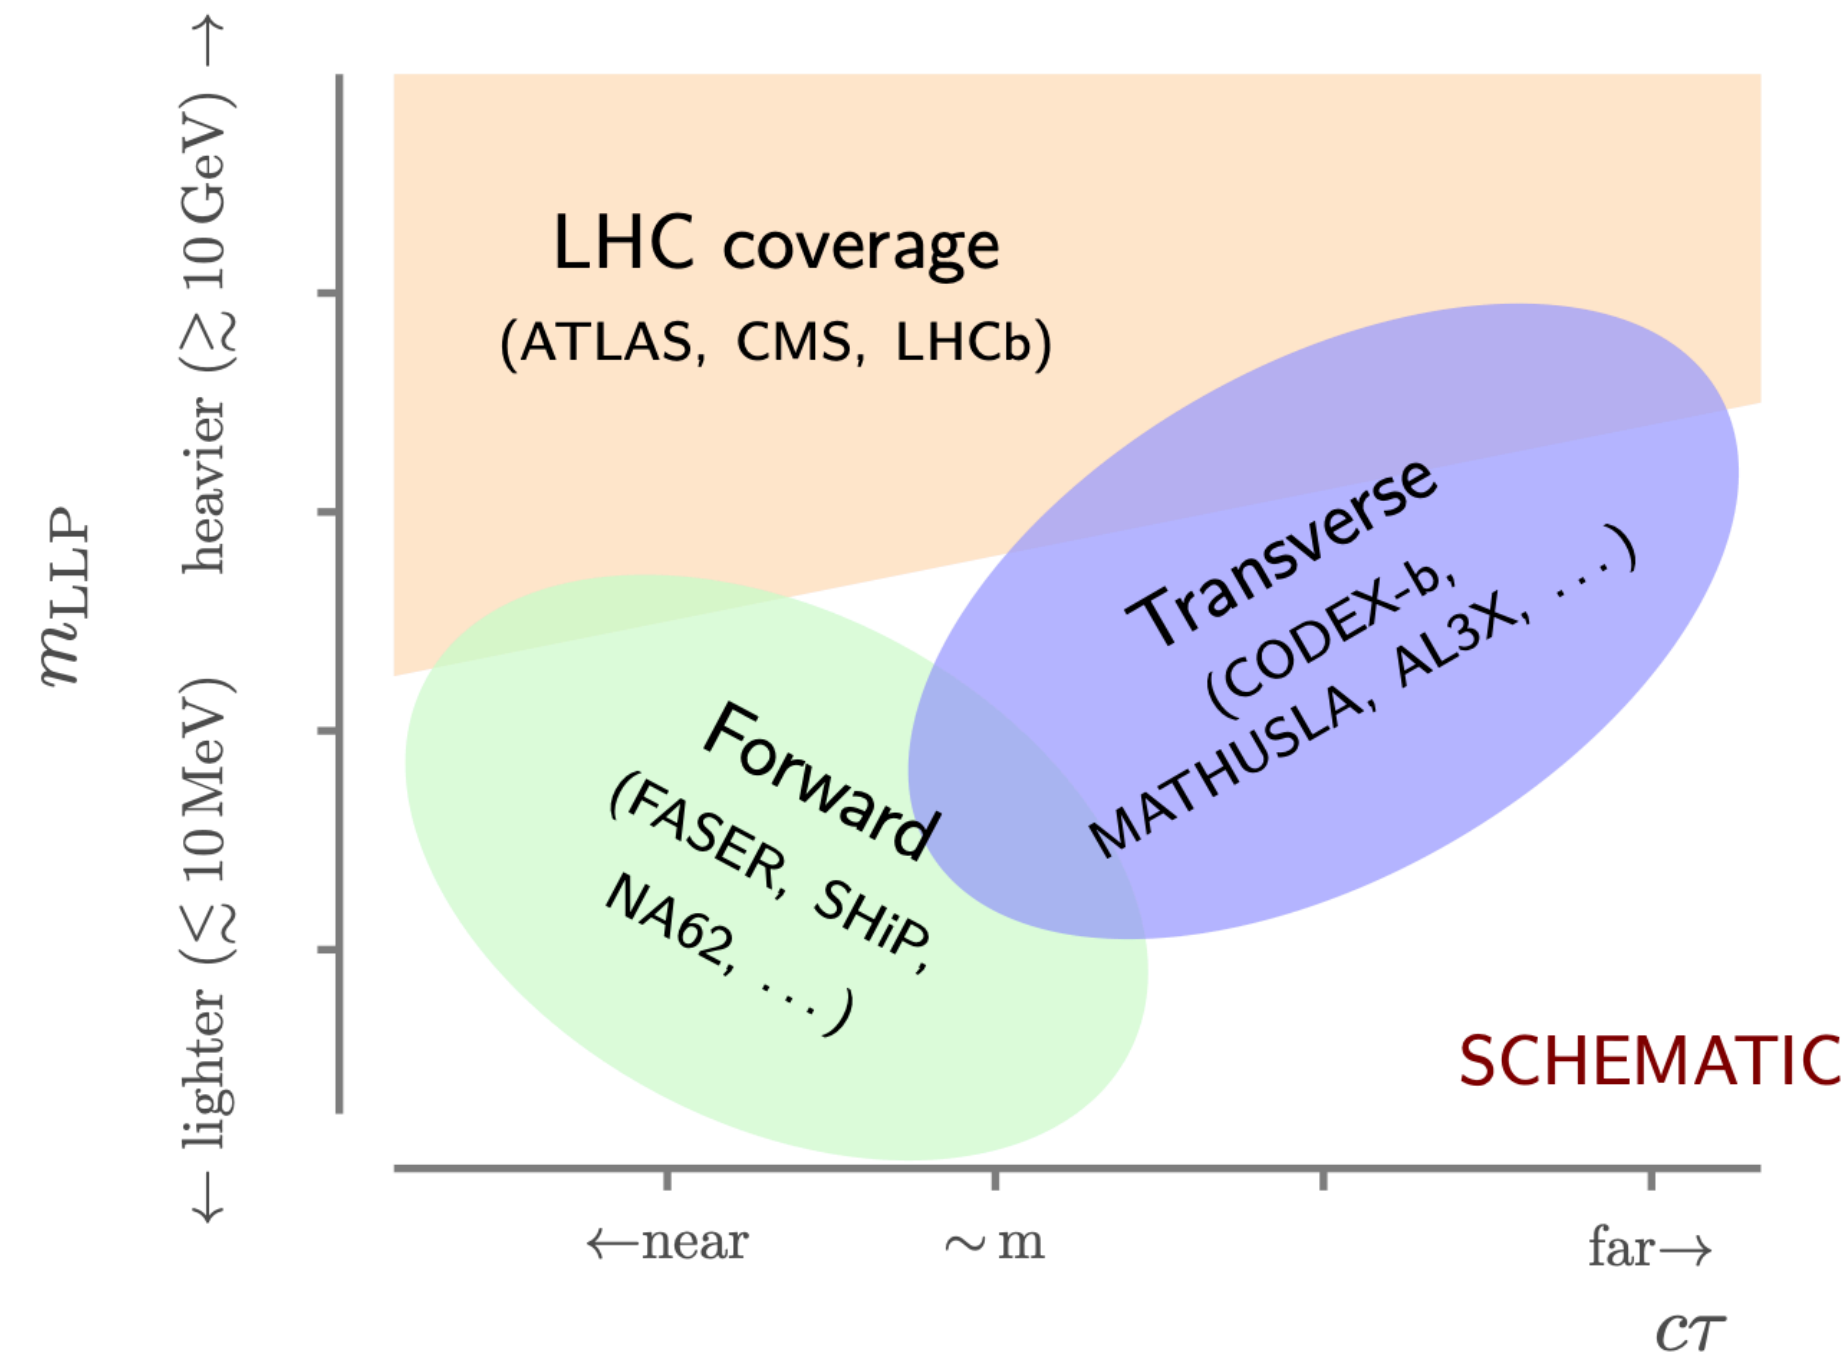 LHC coverage
(ATLAS, CMS, LHCb)
Transverse
(CODEX-b,
MATHUSLA, AL3X, ...)
Forward
(FASER, SHiP,
NA62, ...)
SCHEMATIC
m_LLP
← lighter (≲ 10 MeV) heavier (≳ 10 GeV) →
←near ∼ m far→
cτ